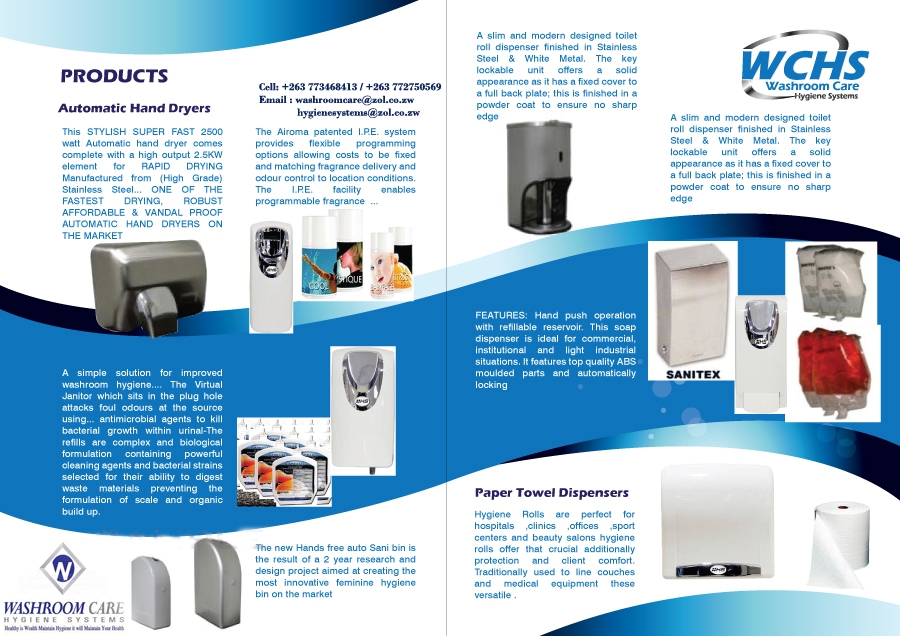 PRODUCTS
Automatic Hand Dryers
This STYLISH SUPER FAST 2500
watt Automatic hand dryer comes
complete with a high output 2.5KW
element for RAPID DRYING
Manufactured from (High Grade)
Stainless Steel... ONE OF THE
FASTEST DRYING, ROBUST
AFFORDABLE & VANDAL PROOF
AUTOMATIC HAND DRYERS ON
THE MARKET
Cell: +263 773468413 / +263 772750569
Email : washroomcare@zol.co.zw
hygienesystems@zol.co.zw
The Airoma patented I.P.E. system
provides flexible programming
options allowing costs to be fixed
and matching fragrance delivery and
odour control to location conditions.
The I.P.E. facility enables
programmable fragrance ...
COOL
MYSTIQUE
A simple solution for improved
washroom hygiene.... The Virtual
Janitor which sits in the plug hole
attacks foul odours at the source
using... antimicrobial agents to kill
bacterial growth within urinal-The
refills are complex and biological
formulation containing powerful
cleaning agents and bacterial strains
selected for their ability to digest
waste materials preventing the
formulation of scale and organic
build up.
The new Hands free auto Sani bin is
the result of a 2 year research and
design project aimed at creating the
most innovative feminine hygiene
bin on the market
N
WASHROOM CARE
HYGIENE SYSTEMS
Healthy is Wealth Maintain Hygiene it will Maintain Your Health
A slim and modern designed toilet
roll dispenser finished in Stainless
Steel & White Metal. The key
lockable unit offers a solid
appearance as it has a fixed cover to
a full back plate; this is finished in a
powder coat to ensure no sharp
edge
WCHS
Washroom Care
Hygiene Systems
A slim and modern designed toilet
roll dispenser finished in Stainless
Steel & White Metal. The key
lockable unit offers a solid
appearance as it has a fixed cover to
a full back plate; this is finished in a
powder coat to ensure no sharp
edge
FEATURES: Hand push operation
with refillable reservoir. This soap
dispenser is ideal for commercial,
institutional and light industrial
situations. It features top quality ABS
moulded parts and automatically
locking
SANITEX
Paper Towel Dispensers
Hygiene Rolls are perfect for
hospitals ,clinics ,offices ,sport
centers and beauty salons hygiene
rolls offer that crucial additionally
protection and client comfort.
Traditionally used to line couches
and medical equipment these
versatile .